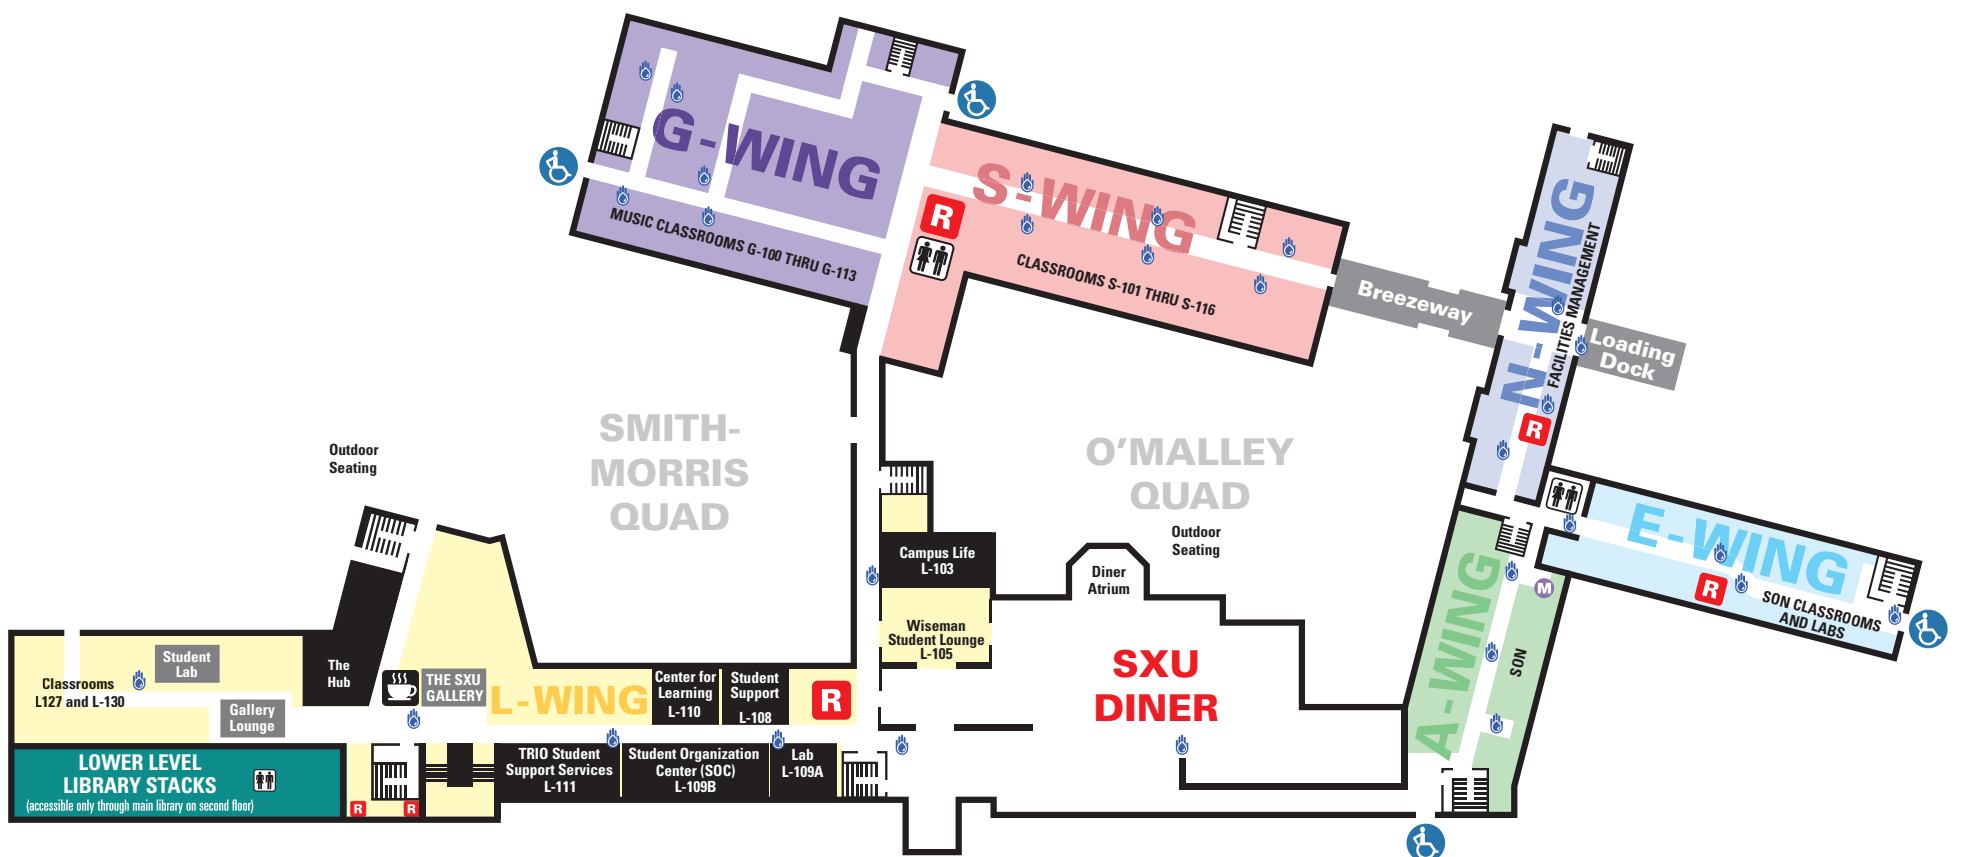 G-WING
MUSIC CLASSROOMS G-100 THRU G-113
S-WING
R
CLASSROOMS S-101 THRU S-116
Breezeway
N-WING
FACILITIES MANAGEMENT
Loading
Dock
R
SMITH-
MORRIS
QUAD
O'MALLEY
QUAD
Outdoor
Seating
Outdoor
Seating
E-WING
R
SON CLASSROOMS
AND LABS
A-WING
M
SON
Campus Life
L-103
Wiseman
Student Lounge
L-105
Diner
Atrium
SXU
DINER
Student
Lab
The
Hub
Classrooms
L127 and L-130
Gallery
Lounge
THE SXU
GALLERY
L-WING
Center for
Learning
L-110
Student
Support
L-108
R
LOWER LEVEL
LIBRARY STACKS
(accessible only through main library on second floor)
R
R
TRIO Student
Support Services
L-111
Student Organization
Center (SOC)
L-109B
Lab
L-109A